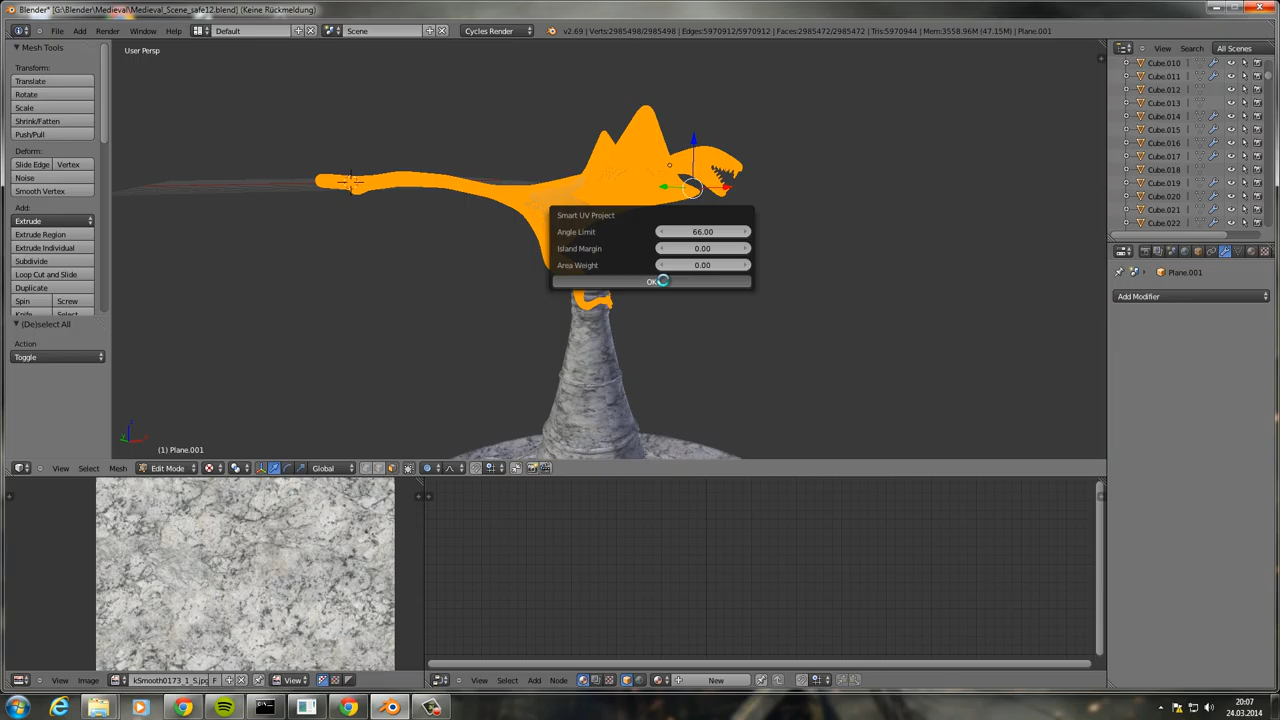 Blender* [G:\Blender\Medieval\Medieval_Scene_safe12.blend] (Keine Rückmeldung)
File Add Render Window Help Default Scene Cycles Render v2.69 | Verts:2985498/2985498 | Edges:5970912/5970912 | Faces:2985472/2985472 | Tris:5970944 | Mem:3558.96M (47.15M) | Plane.001
Mesh Tools
Transform:
Translate
Rotate
Scale
Shrink/Fatten
Push/Pull
Deform:
Slide Edge Vertex
Noise
Smooth Vertex
Add:
Extrude
Extrude Region
Extrude Individual
Subdivide
Loop Cut and Slide
Duplicate
Spin Screw
(De)select All
Action
Toggle
User Persp
Smart UV Project
Angle Limit 66.00
Island Margin 0.00
Area Weight 0.00
OK
(1) Plane.001
View Select Mesh Edit Mode Global
View Search All Scenes
Cube.010
Cube.011
Cube.012
Cube.013
Cube.014
Cube.015
Cube.016
Cube.017
Cube.018
Cube.019
Cube.020
Cube.021
Cube.022
Plane.001
Add Modifier
View Image kSmooth0173_1_S.jpg F View
View Select Add Node New
20:07
24.03.2014